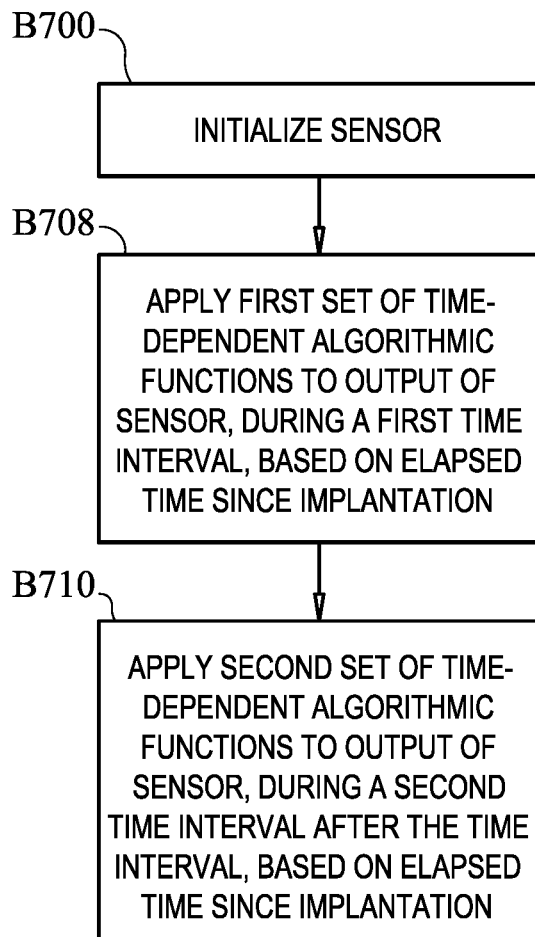 B700
INITIALIZE SENSOR
B708
APPLY FIRST SET OF TIME-
DEPENDENT ALGORITHMIC
FUNCTIONS TO OUTPUT OF
SENSOR, DURING A FIRST TIME
INTERVAL, BASED ON ELAPSED
TIME SINCE IMPLANTATION
B710
APPLY SECOND SET OF TIME-
DEPENDENT ALGORITHMIC
FUNCTIONS TO OUTPUT OF
SENSOR, DURING A SECOND
TIME INTERVAL AFTER THE TIME
INTERVAL, BASED ON ELAPSED
TIME SINCE IMPLANTATION